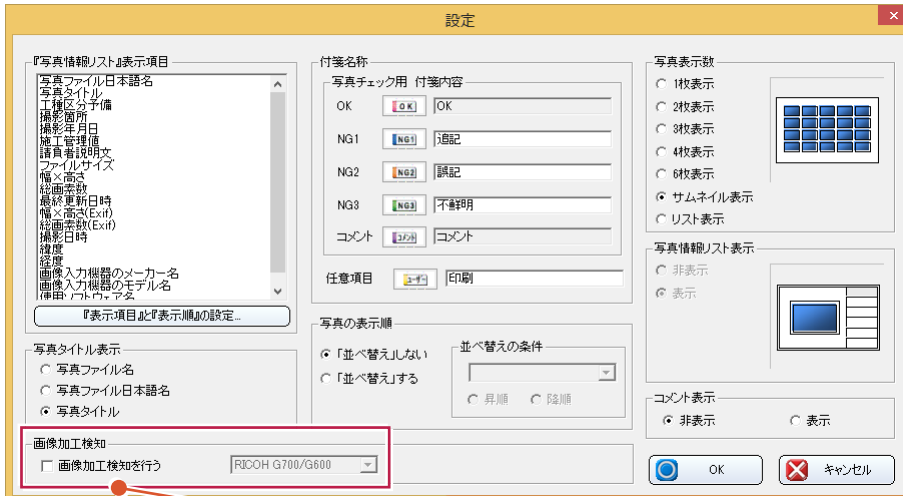 設定
『写真情報リスト』表示項目
写真ファイル日本語名
写真タイトル
工種区分予備
撮影箇所
撮影年月日
施工管理値
請負者説明文
ファイルサイズ
幅×高さ
総画素数
最終更新日時
幅×高さ(Exif)
総画素数(Exif)
撮影日時
緯度
経度
画像入力機器のメーカー名
画像入力機器のモデル名
使用ソフトウェア名
『表示項目』と『表示順』の設定...
写真タイトル表示
写真ファイル名
写真ファイル日本語名
写真タイトル
画像加工検知
画像加工検知を行う
RICOH G700/G600
付箋名称
写真チェック用 付箋内容
OK
OK
OK
NG1
NG1
追記
NG2
NG2
誤記
NG3
NG3
不鮮明
コメント
コメント
コメント
任意項目
ユーザー
印刷
写真の表示順
「並べ替え」しない
「並べ替え」する
並べ替えの条件
昇順
降順
写真表示数
1枚表示
2枚表示
3枚表示
4枚表示
6枚表示
サムネイル表示
リスト表示
写真情報リスト表示
非表示
表示
コメント表示
非表示
表示
OK
キャンセル